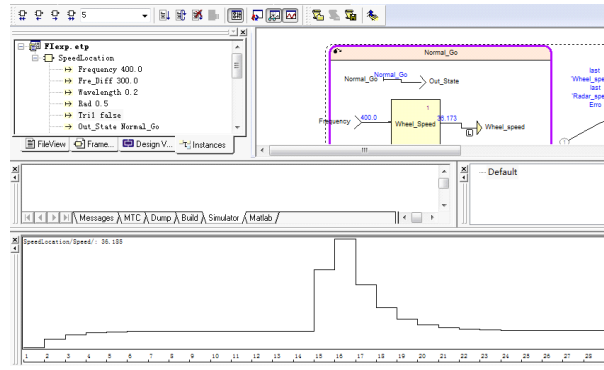 5
FIexp.etp
SpeedLocation
Frequency 400.0
Pre_Diff 300.0
Wavelength 0.2
Rad 0.5
Tri1 false
Out_State Normal_Go
FileView Frame... Design V... Instances
Normal_Go
Normal_Go Normal_Go Out_State
1
Frequency 400.0 Wheel_Speed 36.173 Wheel_speed
L
last
'Wheel_spe
last
'Radar_spe
Erro
1
Messages MTC Dump Build Simulator Matlab
Default
SpeedLocation/Speed/: 36.188
1 2 3 4 5 6 7 8 9 10 11 12 13 14 15 16 17 18 19 20 21 22 23 24 25 26 27 28